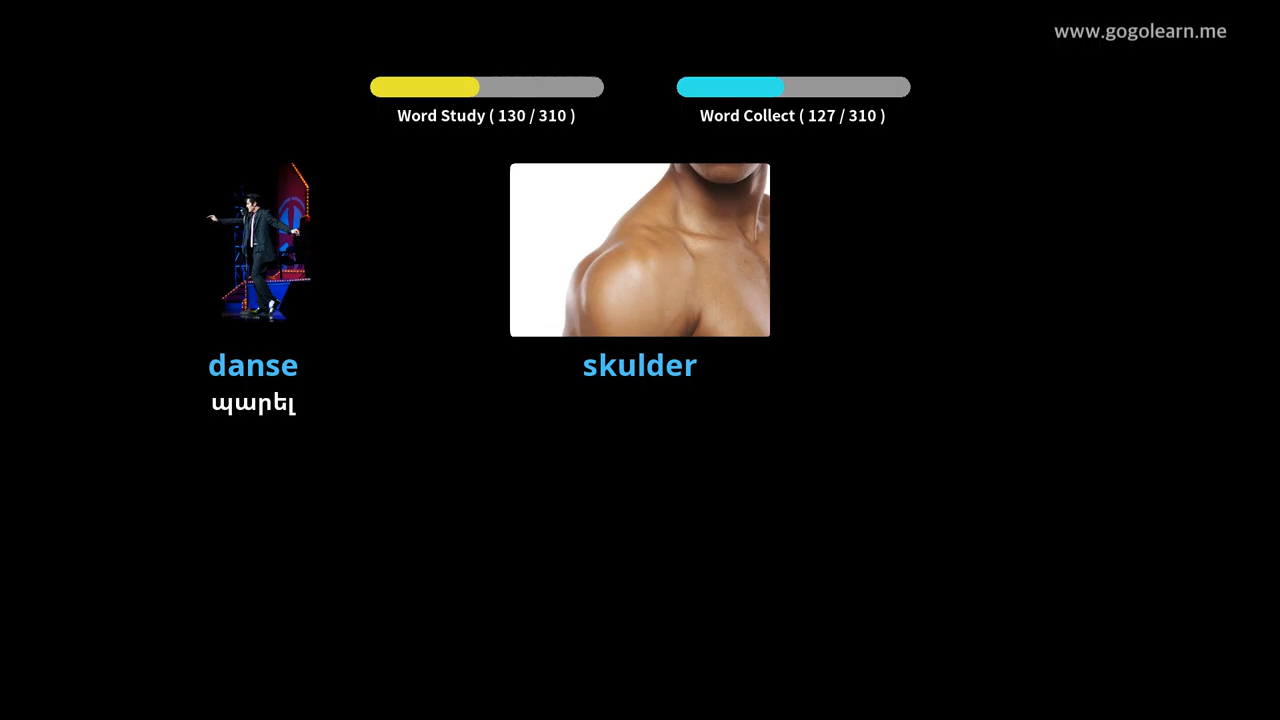 www.gogolearn.me
Word Study ( 130 / 310 )
Word Collect ( 127 / 310 )
danse
skulder
պարել